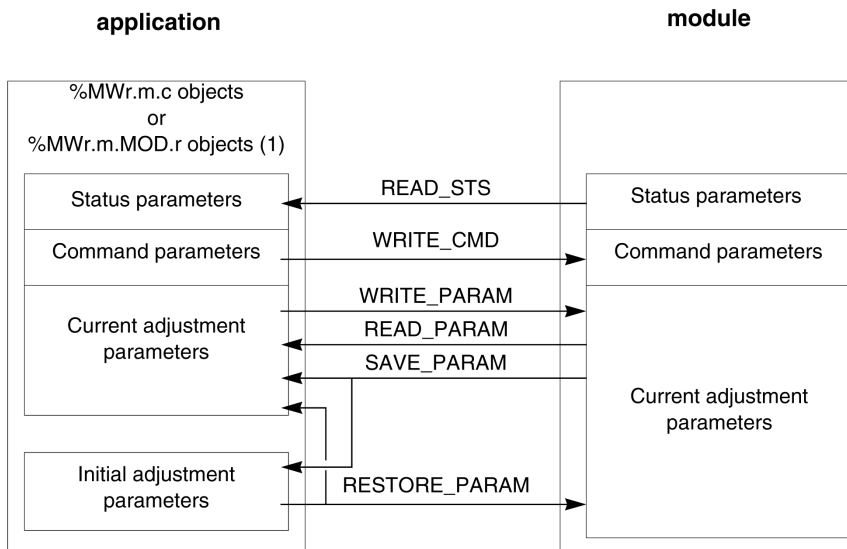 application
module
%MWr.m.c objects
or
%MWr.m.MOD.r objects (1)
Status parameters
READ_STS
Status parameters
Command parameters
WRITE_CMD
Command parameters
WRITE_PARAM
Current adjustment
parameters
READ_PARAM
SAVE_PARAM
Current adjustment
parameters
Initial adjustment
parameters
RESTORE_PARAM